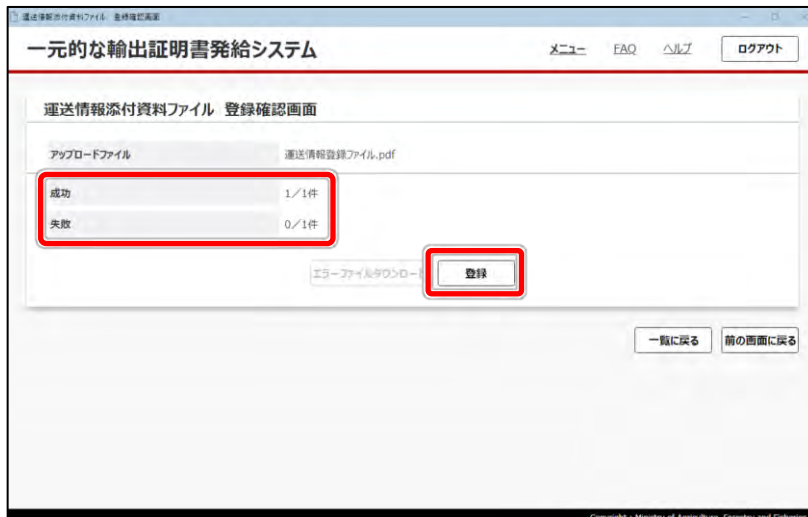 運送情報添付資料ファイル 登録確認画面
一元的な輸出証明書発給システム
メニュー FAQ ヘルプ ログアウト
運送情報添付資料ファイル 登録確認画面
アップロードファイル 運送情報登録ファイル.pdf
成功 1/1件
失敗 0/1件
エラーファイルダウンロード 登録
一覧に戻る 前の画面に戻る
Copyright : Ministry of Agriculture, Forestry and Fisheries